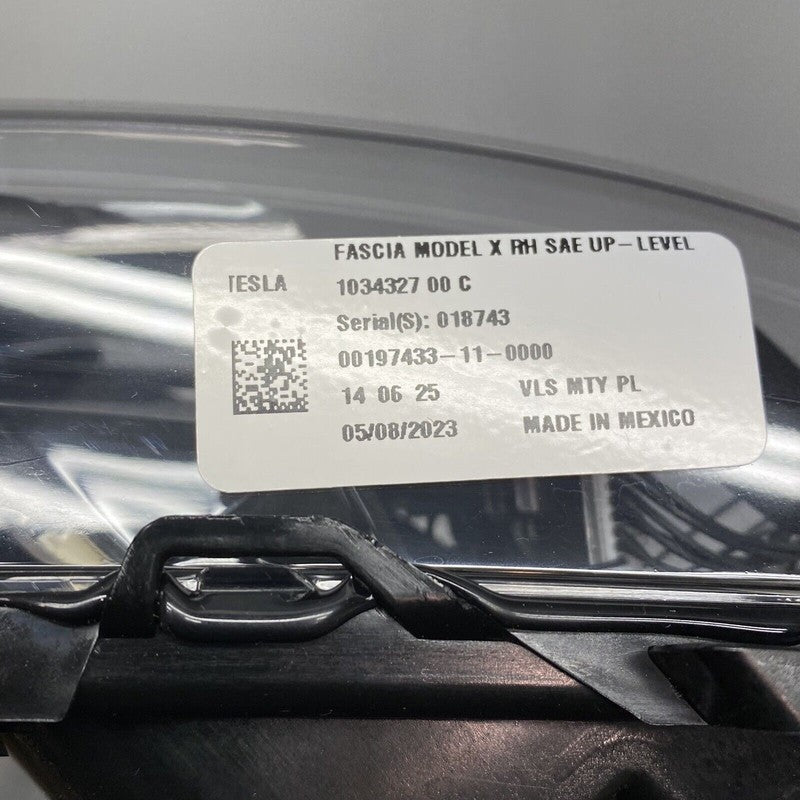 FASCIA MODEL X RH SAE UP-LEVEL
TESLA 1034327 00 C
Serial(S): 018743
00197433-11-0000
14 06 25 VLS MTY PL
05/08/2023 MADE IN MEXICO